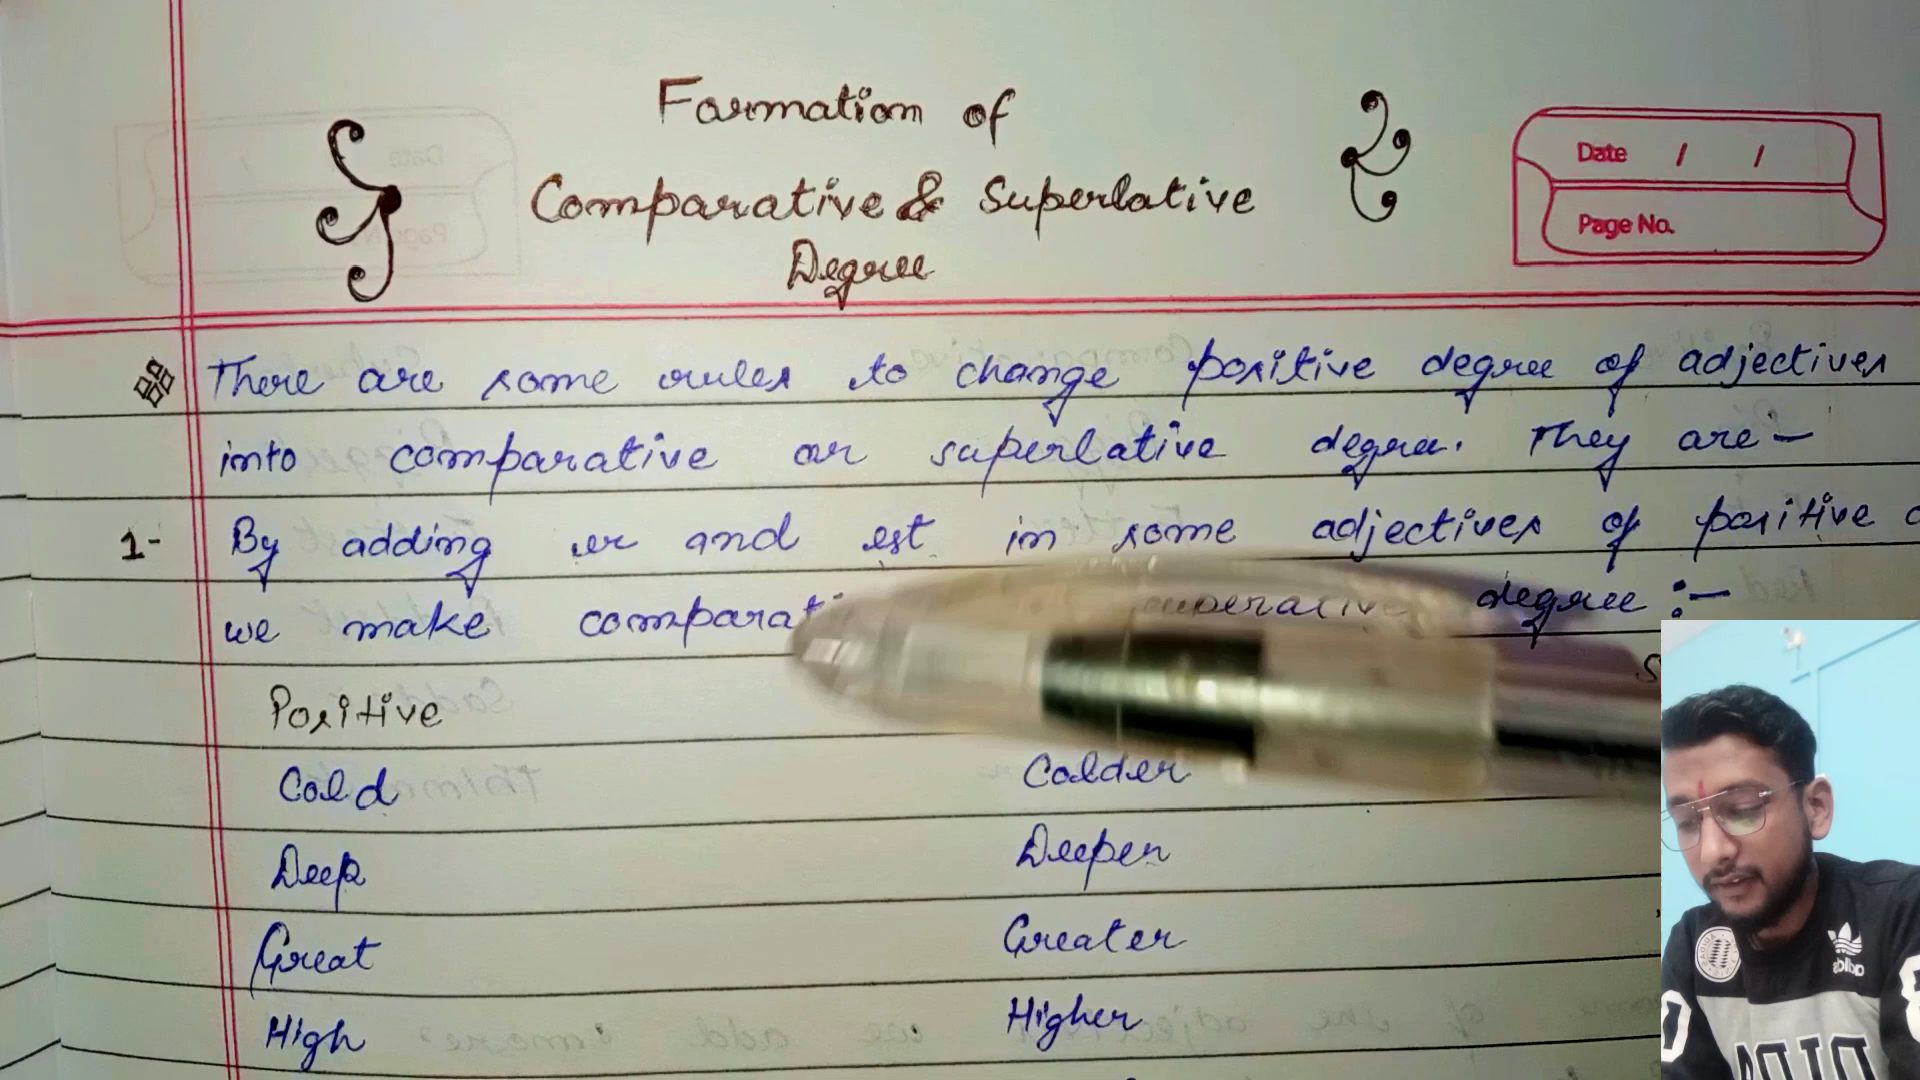 Formation of
Comparative & Superlative
Degree
Date / /
Page No.
There are some rules to change positive degree of adjectives
into comparative or superlative degree. They are -
1- By adding er and est in some adjectives of positive
we make degree :-
Positive
Cold Colder
Deep Deeper
Great Greater
High Higher
adidas